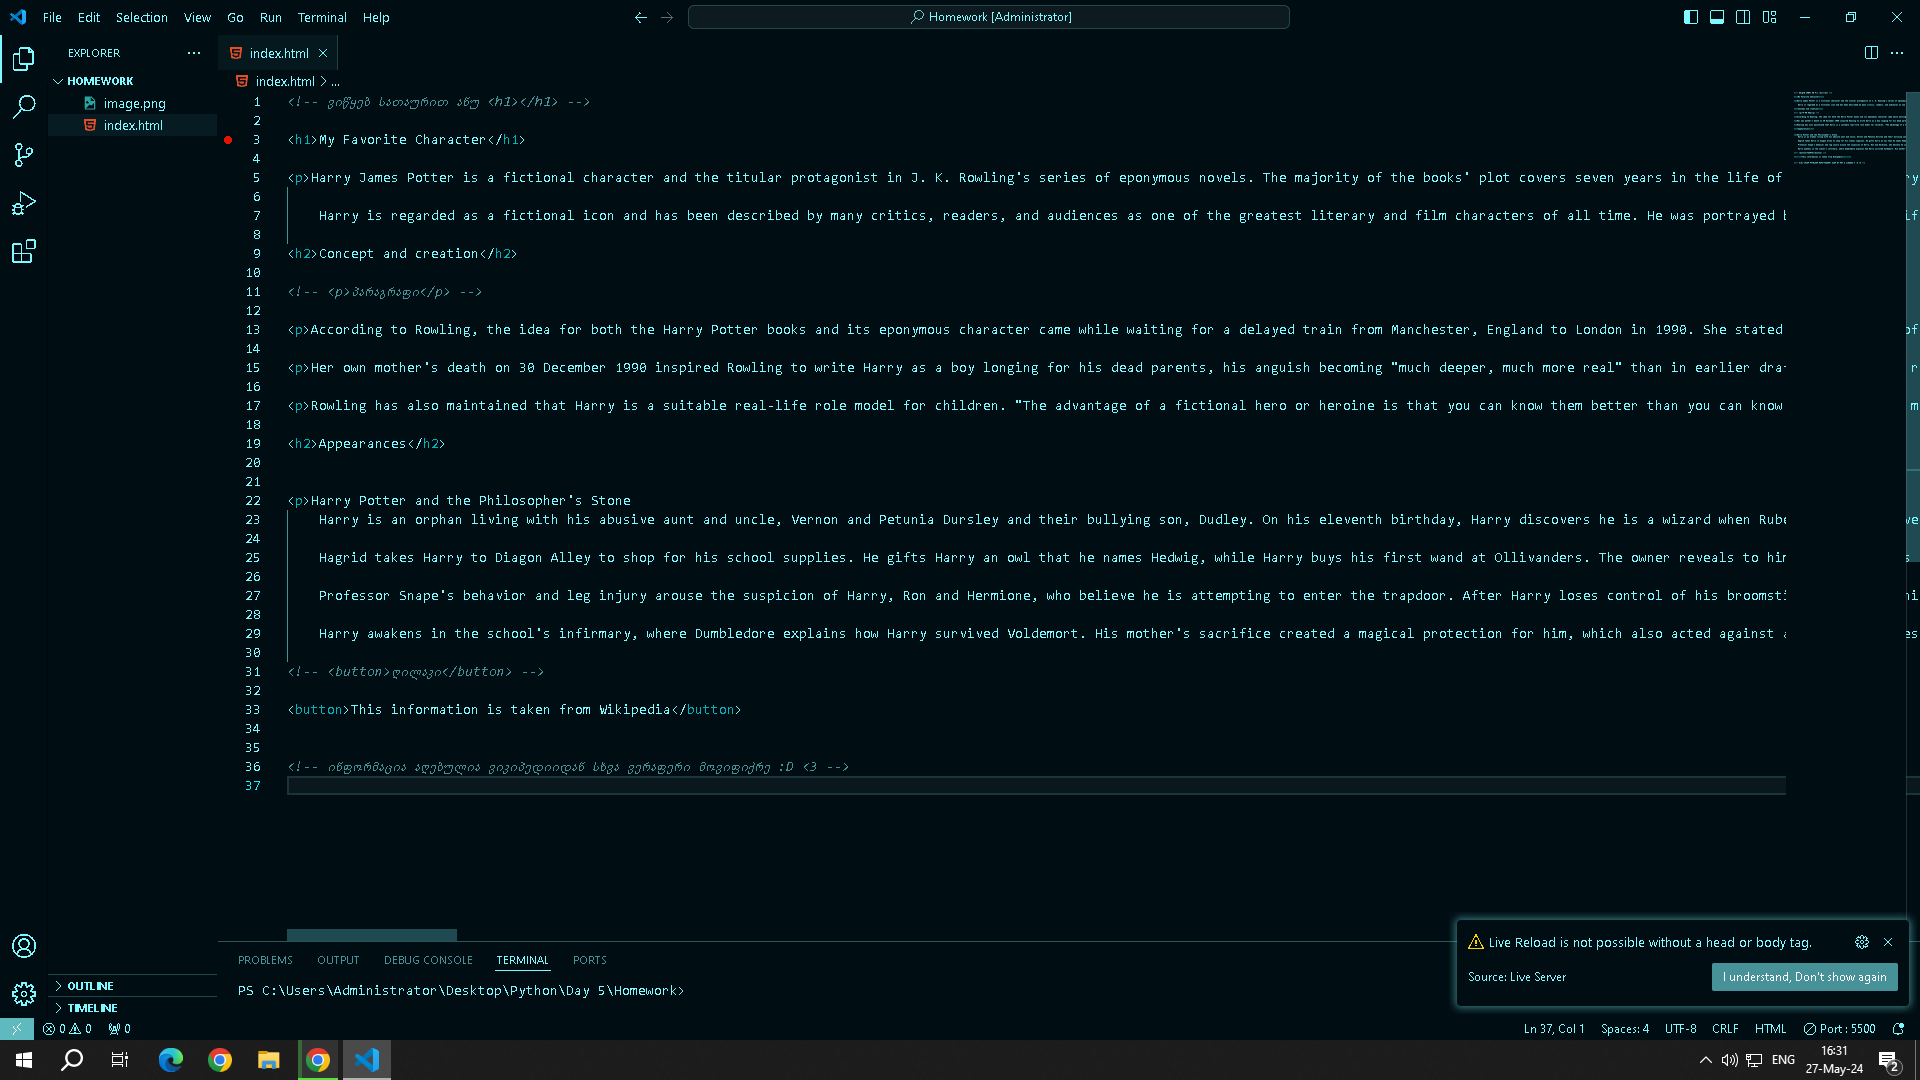 File Edit Selection View Go Run Terminal Help
Homework [Administrator]
EXPLORER
HOMEWORK
image.png
index.html
index.html
index.html > ...
1 <!-- ვიწყებ სათაურით ანუ <h1></h1> -->
2
3 <h1>My Favorite Character</h1>
4
5 <p>Harry James Potter is a fictional character and the titular protagonist in J. K. Rowling's series of eponymous novels. The majority of the books' plot covers seven years in the life of
6
7 Harry is regarded as a fictional icon and has been described by many critics, readers, and audiences as one of the greatest literary and film characters of all time. He was portrayed
8
9 <h2>Concept and creation</h2>
10
11 <!-- <p>პარაგრაფი</p> -->
12
13 <p>According to Rowling, the idea for both the Harry Potter books and its eponymous character came while waiting for a delayed train from Manchester, England to London in 1990. She stated
14
15 <p>Her own mother's death on 30 December 1990 inspired Rowling to write Harry as a boy longing for his dead parents, his anguish becoming "much deeper, much more real" than in earlier
16
17 <p>Rowling has also maintained that Harry is a suitable real-life role model for children. "The advantage of a fictional hero or heroine is that you can know them better than you can know
18
19 <h2>Appearances</h2>
20
21
22 <p>Harry Potter and the Philosopher's Stone
23 Harry is an orphan living with his abusive aunt and uncle, Vernon and Petunia Dursley and their bullying son, Dudley. On his eleventh birthday, Harry discovers he is a wizard when
24
25 Hagrid takes Harry to Diagon Alley to shop for his school supplies. He gifts Harry an owl that he names Hedwig, while Harry buys his first wand at Ollivanders. The owner reveals to
26
27 Professor Snape's behavior and leg injury arouse the suspicion of Harry, Ron and Hermione, who believe he is attempting to enter the trapdoor. After Harry loses control of his
28
29 Harry awakens in the school's infirmary, where Dumbledore explains how Harry survived Voldemort. His mother's sacrifice created a magical protection for him, which also acted against
30
31 <!-- <button>ღილაკი</button> -->
32
33 <button>This information is taken from Wikipedia</button>
34
35
36 <!-- ინფორმაცია აღებულია ვიკიპედიიდან სხვა ვერაფერი მოვიფიქრე :D <3 -->
37
PROBLEMS OUTPUT DEBUG CONSOLE TERMINAL PORTS
PS C:\Users\Administrator\Desktop\Python\Day 5\Homework>
Live Reload is not possible without a head or body tag.
Source: Live Server
I understand, Don't show again
OUTLINE
TIMELINE
0 0 0
Ln 37, Col 1 Spaces: 4 UTF-8 CRLF HTML Port : 5500
ENG
16:31
27-May-24
2